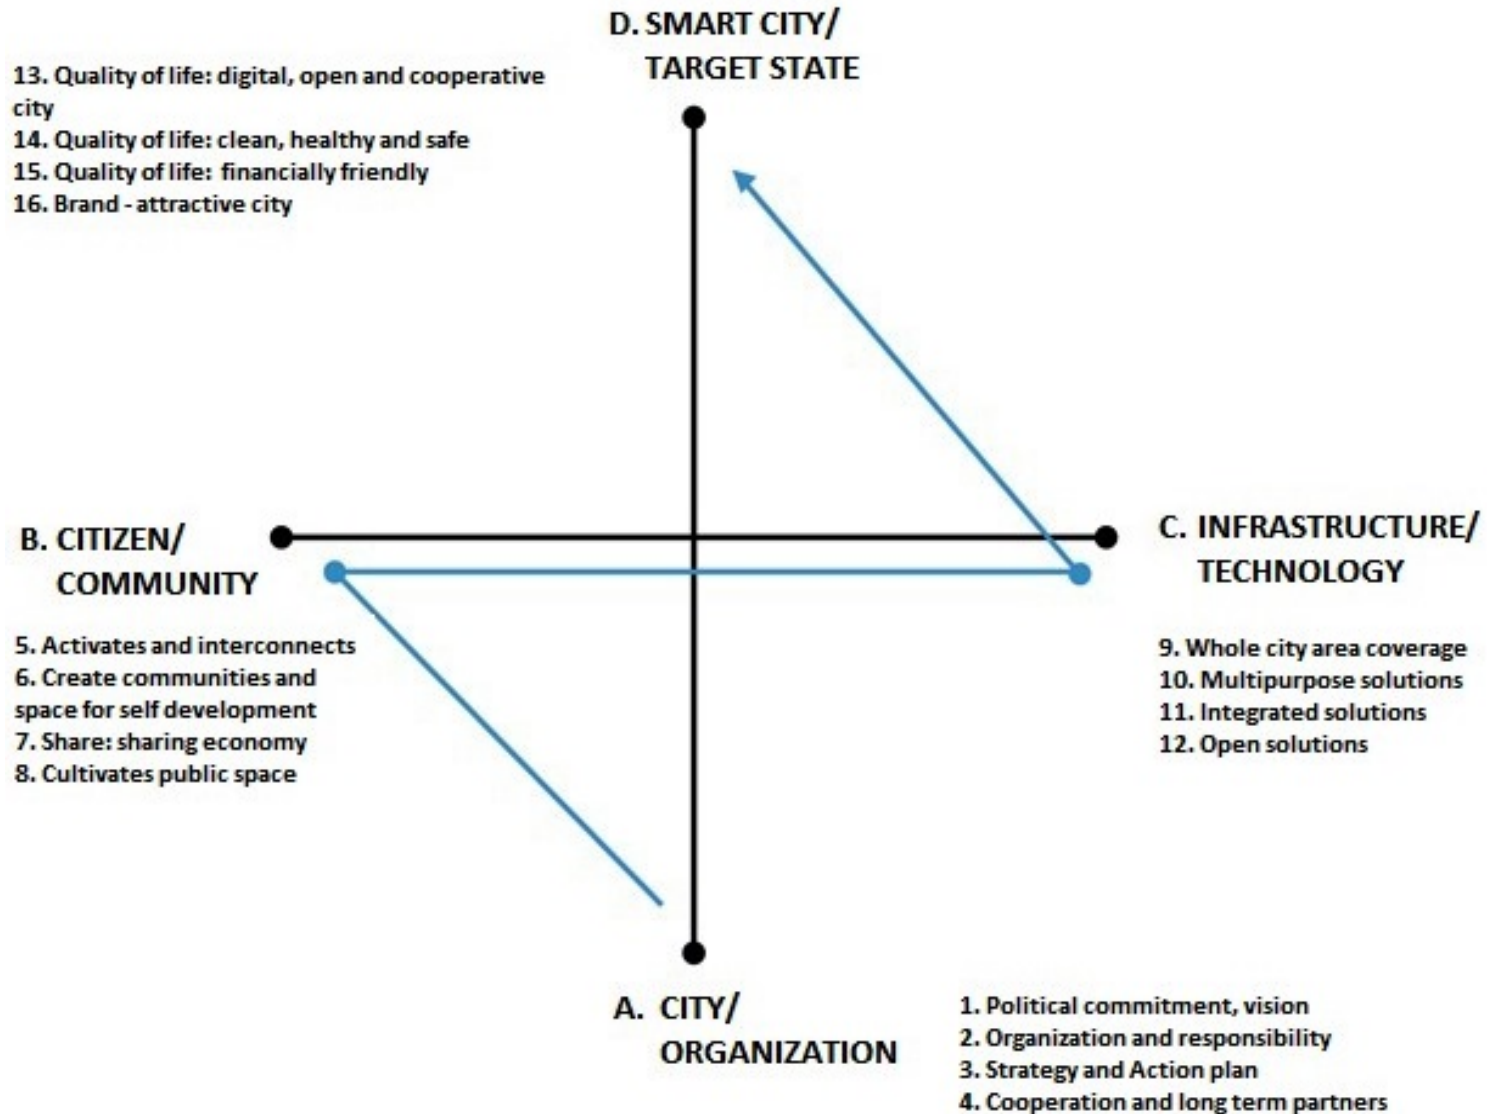 D. SMART CITY/
TARGET STATE
13. Quality of life: digital, open and cooperative
city
14. Quality of life: clean, healthy and safe
15. Quality of life: financially friendly
16. Brand - attractive city
B. CITIZEN/
COMMUNITY
5. Activates and interconnects
6. Create communities and
space for self development
7. Share: sharing economy
8. Cultivates public space
C. INFRASTRUCTURE/
TECHNOLOGY
9. Whole city area coverage
10. Multipurpose solutions
11. Integrated solutions
12. Open solutions
A. CITY/
ORGANIZATION
1. Political commitment, vision
2. Organization and responsibility
3. Strategy and Action plan
4. Cooperation and long term partners